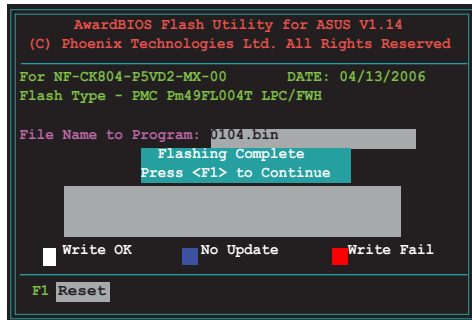 AwardBIOS Flash Utility for ASUS V1.14
(C) Phoenix Technologies Ltd. All Rights Reserved
For NF-CK804-P5VD2-MX-00 DATE: 04/13/2006
Flash Type - PMC Pm49FL004T LPC/FWH
File Name to Program: 0104.bin
Flashing Complete
Press <F1> to Continue
Write OK No Update Write Fail
F1 Reset